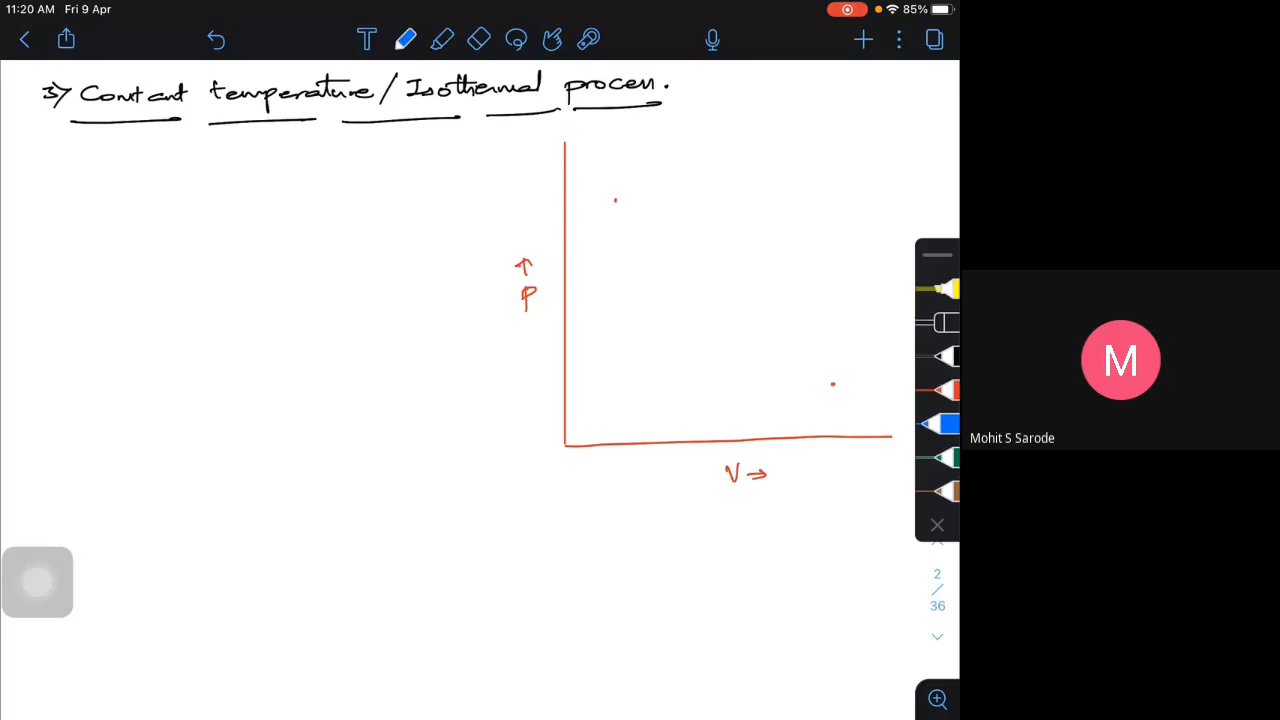 11:20 AM Fri 9 Apr
85%
3) Constant temperature / Isothermal process.
↑
P
V →
M
Mohit S Sarode
2
/
36